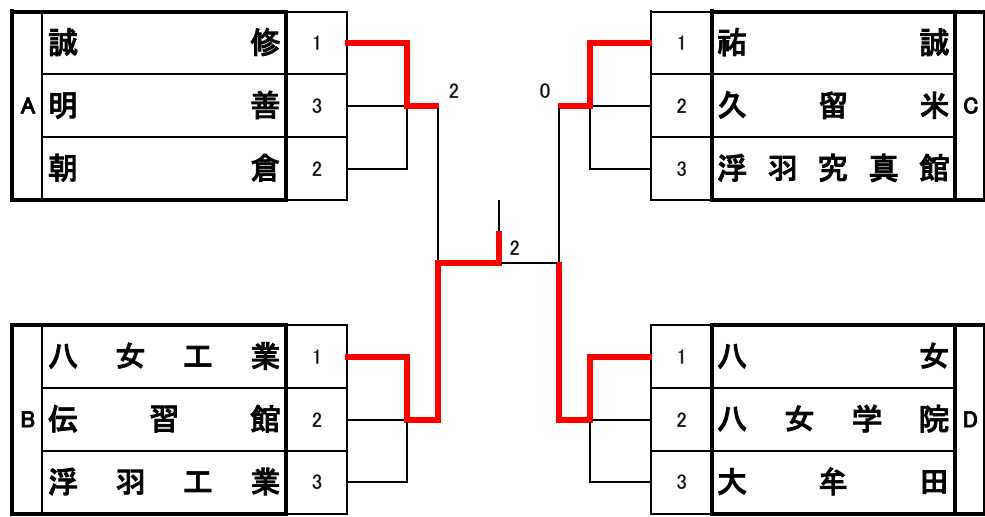 A
誠修 1
明善 3
朝倉 2
2
0
1 祐誠
2 久留米
3 浮羽究真館
C
2
B
八女工業 1
伝習館 2
浮羽工業 3
1 八女
2 八女学院
3 大牟田
D